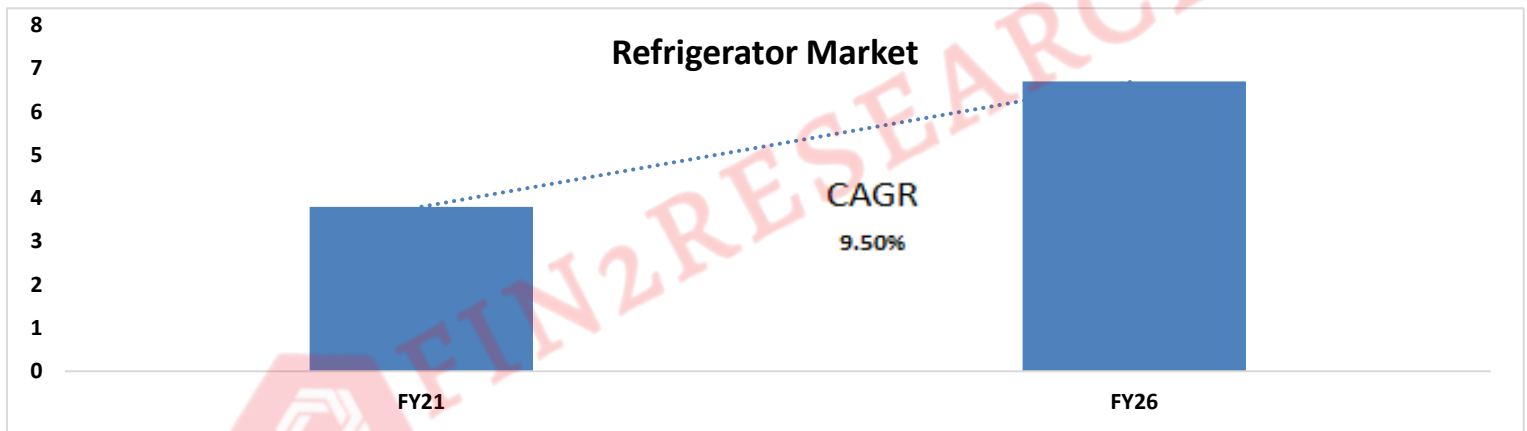 Refrigerator Market
8
7
6
5
4
3
2
1
0
CAGR
9.50%
FY21
FY26
FIN2RESEARCH